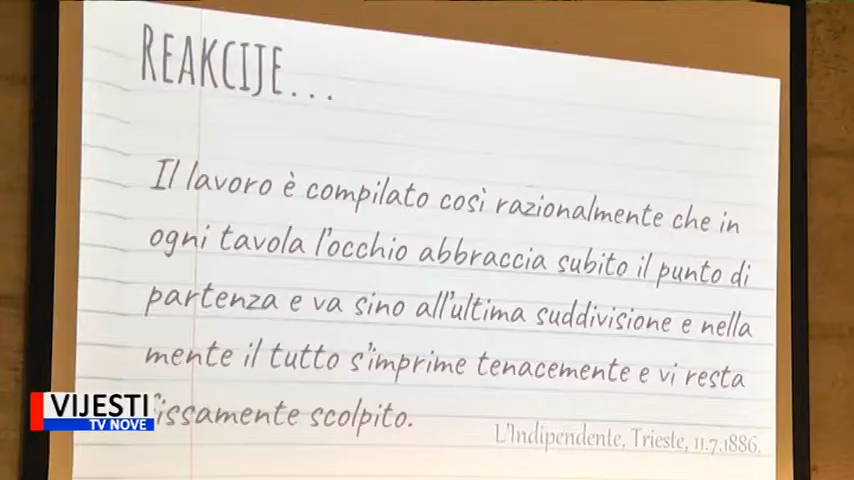 REAKCIJE...
Il lavoro è compilato così razionalmente che in
ogni tavola l'occhio abbraccia subito il punto di
partenza e va sino all'ultima suddivisione e nella
mente il tutto s'imprime tenacemente e vi resta
fissamente scolpito.
L'Indipendente, Trieste, 11.7.1886.
VIJESTI
TV NOVE